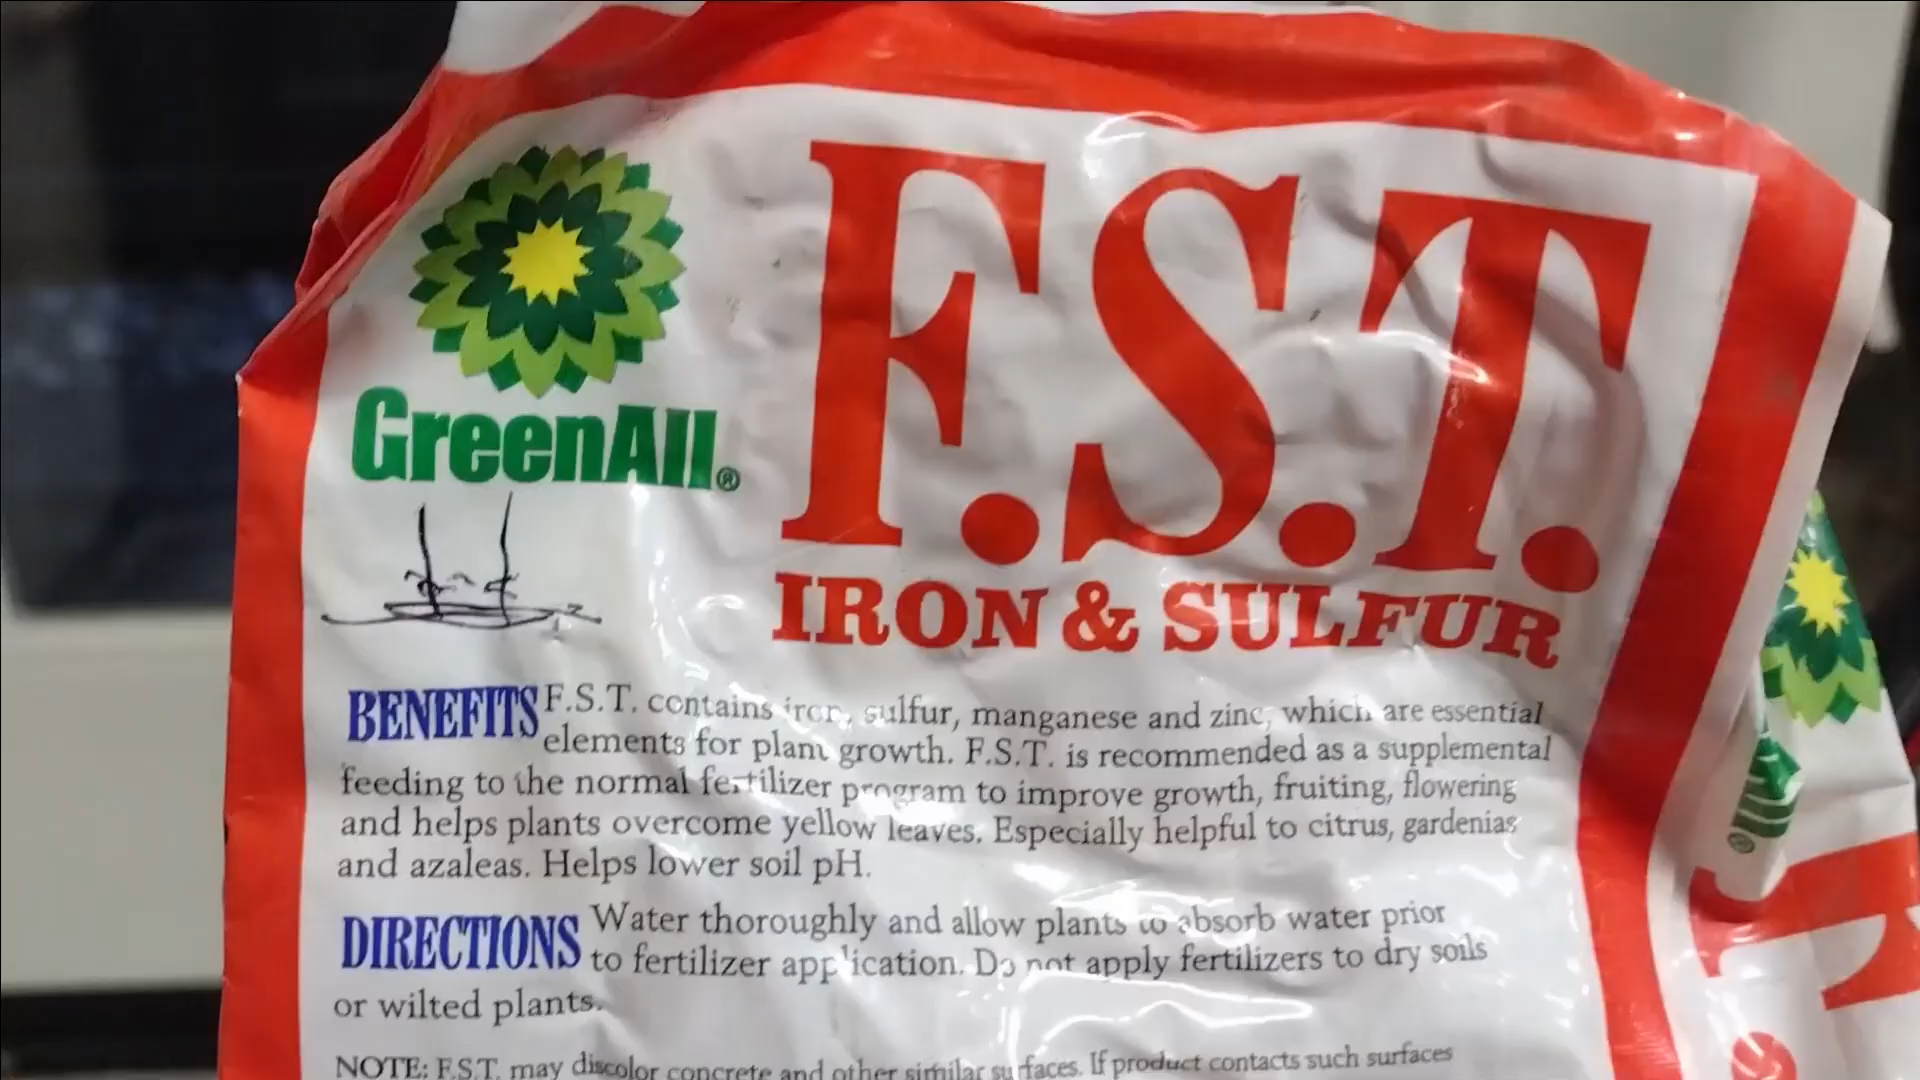 GreenAll®
F.S.T.
IRON & SULFUR
BENEFITS F.S.T. contains iron, sulfur, manganese and zinc, which are essential
elements for plant growth. F.S.T. is recommended as a supplemental
feeding to the normal fertilizer program to improve growth, fruiting, flowering
and helps plants overcome yellow leaves. Especially helpful to citrus, gardenias
and azaleas. Helps lower soil pH.
DIRECTIONS Water thoroughly and allow plants to absorb water prior
to fertilizer application. Do not apply fertilizers to dry soils
or wilted plants.
NOTE: F.S.T. may discolor concrete and other similar surfaces. If product contacts such surfaces